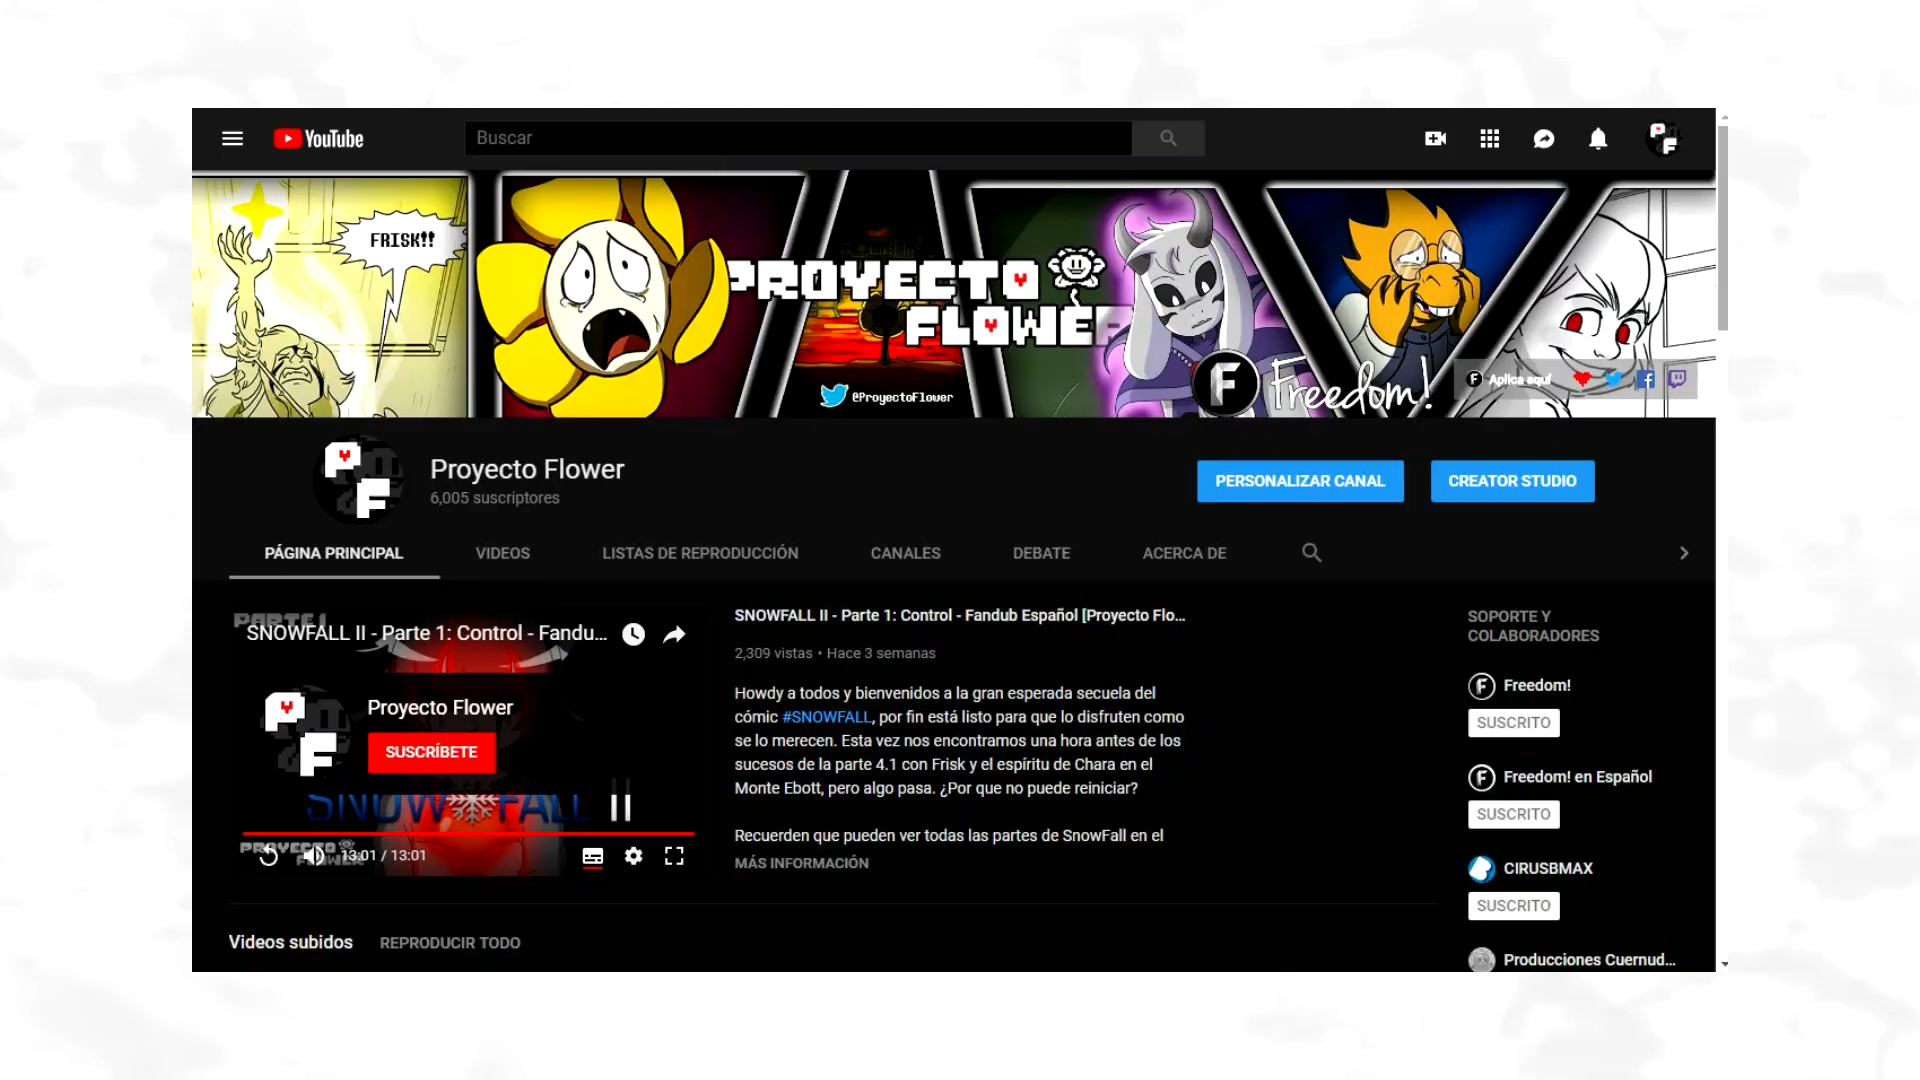 YouTube
Buscar
FRISK!!
PROYECTO
FLOWER
@ProyectoFlower
F
Freedom!
F Aplica aquí
P
F
Proyecto Flower
6,005 suscriptores
PERSONALIZAR CANAL
CREATOR STUDIO
PÁGINA PRINCIPAL
VIDEOS
LISTAS DE REPRODUCCIÓN
CANALES
DEBATE
ACERCA DE
PARTE I
SNOWFALL II - Parte 1: Control - Fandu...
P
F
Proyecto Flower
SUSCRÍBETE
SNOWFALL II
PROYECTO
FLOWER
13:01 / 13:01
SNOWFALL II - Parte 1: Control - Fandub Español [Proyecto Flo...
2,309 vistas • Hace 3 semanas
Howdy a todos y bienvenidos a la gran esperada secuela del
cómic #SNOWFALL, por fin está listo para que lo disfruten como
se lo merecen. Esta vez nos encontramos una hora antes de los
sucesos de la parte 4.1 con Frisk y el espíritu de Chara en el
Monte Ebott, pero algo pasa. ¿Por que no puede reiniciar?
Recuerden que pueden ver todas las partes de SnowFall en el
MÁS INFORMACIÓN
SOPORTE Y
COLABORADORES
Freedom!
SUSCRITO
Freedom! en Español
SUSCRITO
CIRUSBMAX
SUSCRITO
Producciones Cuernud...
Videos subidos
REPRODUCIR TODO